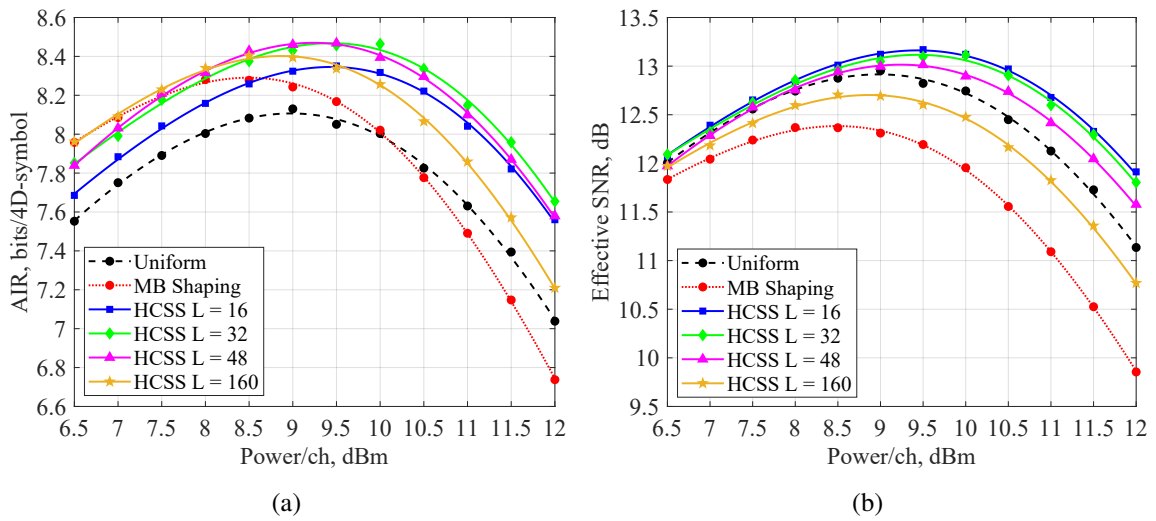 8.6
8.4
8.2
8
7.8
7.6
7.4
7.2
7
6.8
6.6
AIR, bits/4D-symbol
Uniform
MB Shaping
HCSS L = 16
HCSS L = 32
HCSS L = 48
HCSS L = 160
6.5 7 7.5 8 8.5 9 9.5 10 10.5 11 11.5 12
Power/ch, dBm
(a)
13.5
13
12.5
12
11.5
11
10.5
10
9.5
Effective SNR, dB
Uniform
MB Shaping
HCSS L = 16
HCSS L = 32
HCSS L = 48
HCSS L = 160
6.5 7 7.5 8 8.5 9 9.5 10 10.5 11 11.5 12
Power/ch, dBm
(b)